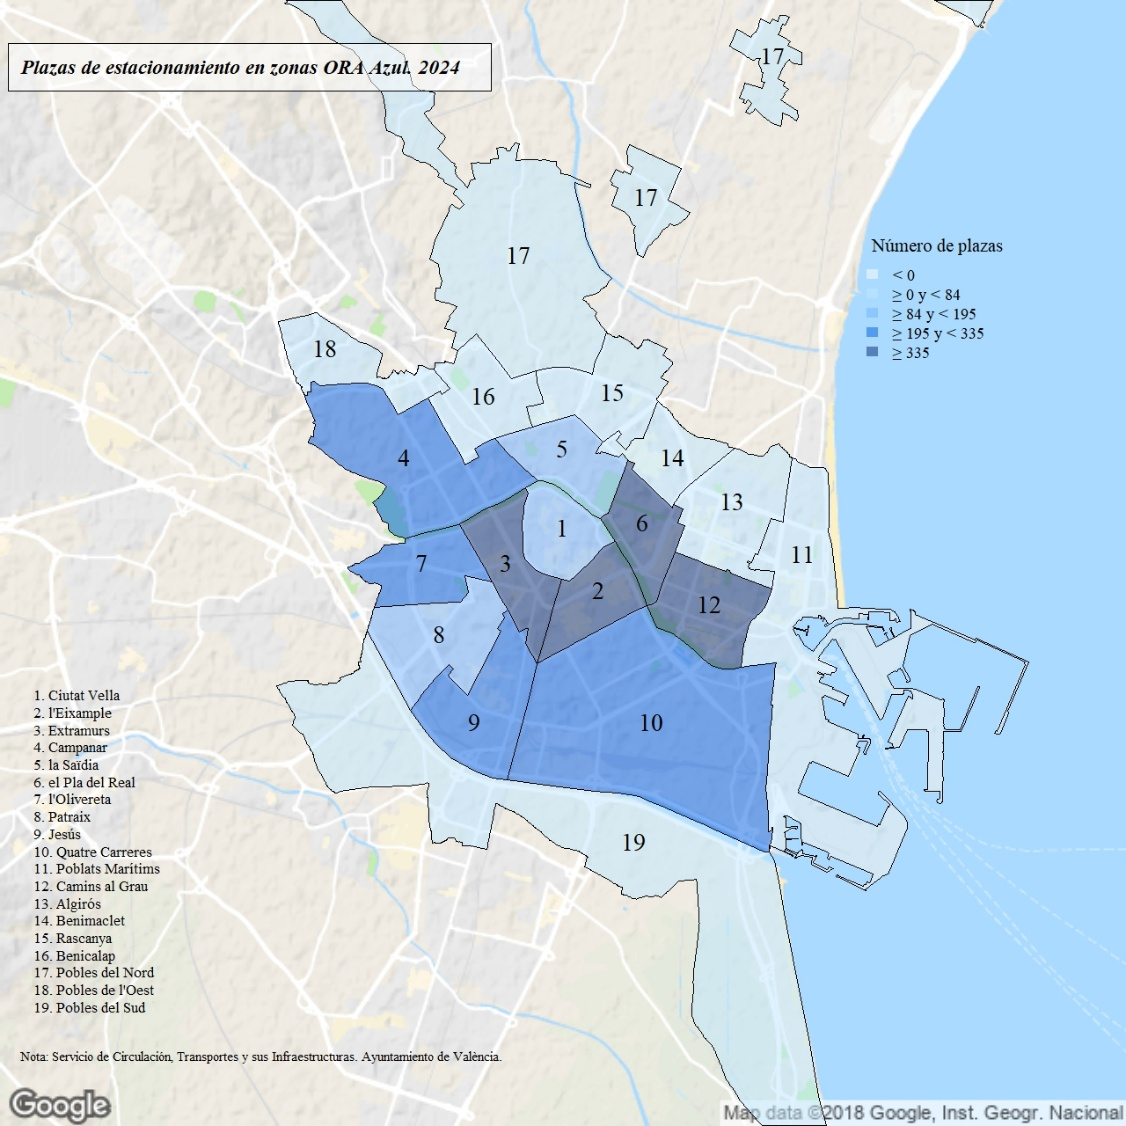 Plazas de estacionamiento en zonas ORA Azul. 2024
17
17
17
Número de plazas
< 0
≥ 0 y < 84
≥ 84 y < 195
≥ 195 y < 335
≥ 335
18
16
15
5
14
4
13
1
6
11
7
3
2
12
8
9
10
19
1. Ciutat Vella
2. l'Eixample
3. Extramurs
4. Campanar
5. la Saïdia
6. el Pla del Real
7. l'Olivereta
8. Patraix
9. Jesús
10. Quatre Carreres
11. Poblats Marítims
12. Camins al Grau
13. Algirós
14. Benimaclet
15. Rascanya
16. Benicalap
17. Pobles del Nord
18. Pobles de l'Oest
19. Pobles del Sud
Nota: Servicio de Circulación, Transportes y sus Infraestructuras. Ayuntamiento de València.
Google
Map data ©2018 Google, Inst. Geogr. Nacional